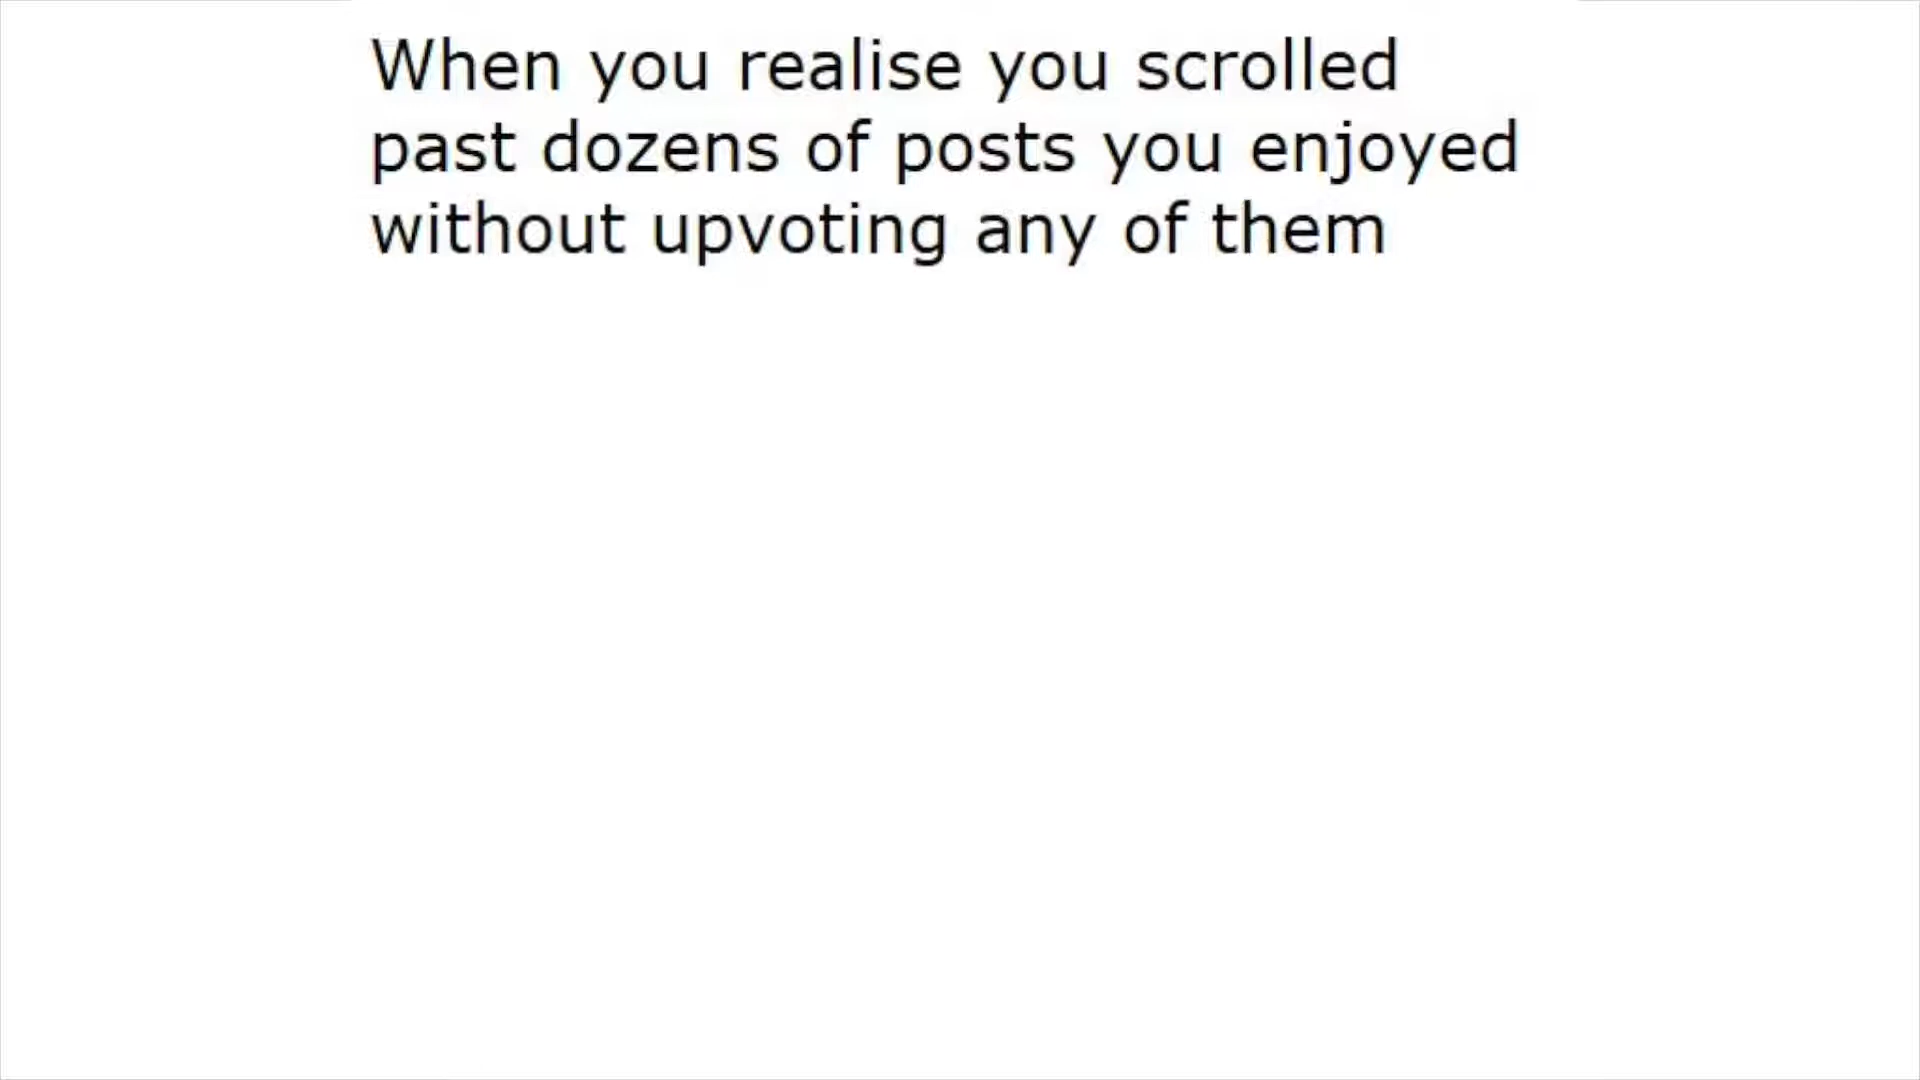 When you realise you scrolled
past dozens of posts you enjoyed
without upvoting any of them